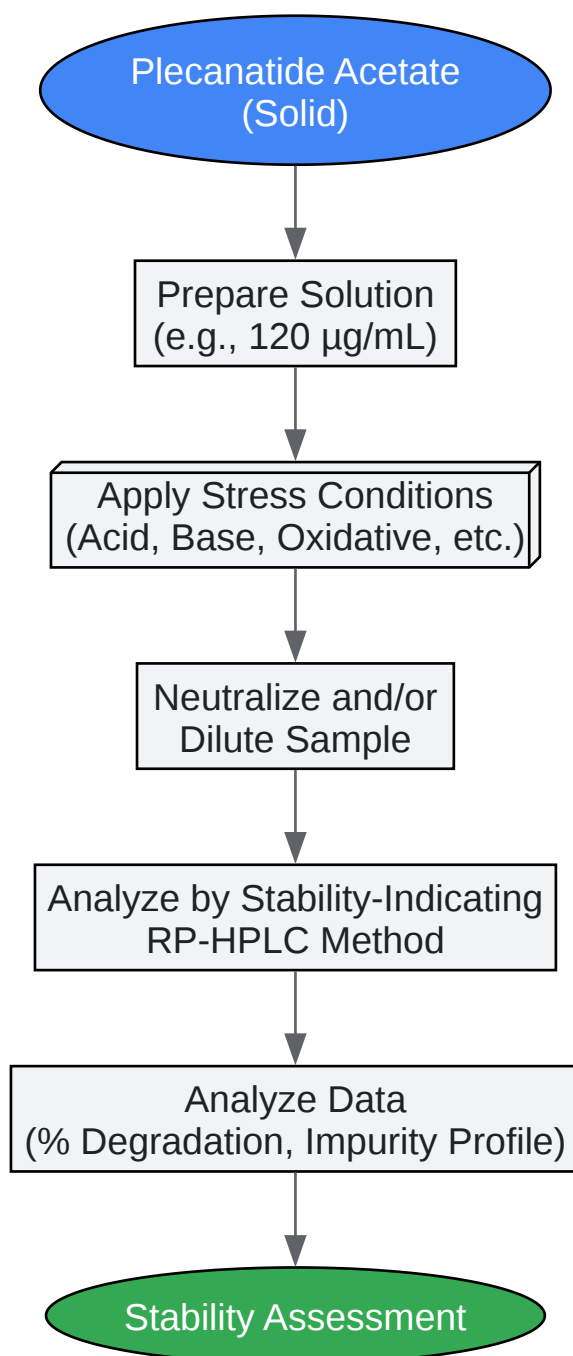 Plecanatide Acetate
(Solid)
Prepare Solution
(e.g., 120 µg/mL)
Apply Stress Conditions
(Acid, Base, Oxidative, etc.)
Neutralize and/or
Dilute Sample
Analyze by Stability-Indicating
RP-HPLC Method
Analyze Data
(% Degradation, Impurity Profile)
Stability Assessment